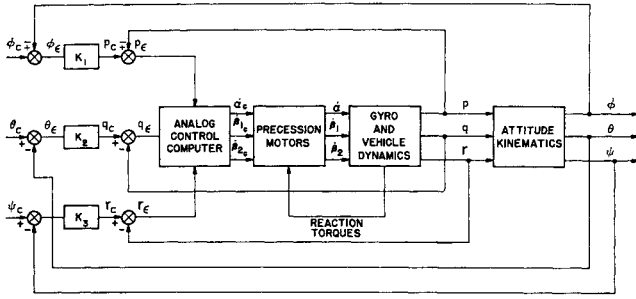 ϕc + − ϕϵ K1 pc + − pϵ
θc + − θϵ K2 qc + − qϵ
ψc + − K3 rc + − rϵ
ANALOG
CONTROL
COMPUTER
α̇c
β̇1c
β̇2c
PRECESSION
MOTORS
α̇
β̇1
β̇2
GYRO
AND
VEHICLE
DYNAMICS
REACTION
TORQUES
p
q
r
ATTITUDE
KINEMATICS
ϕ
θ
ψ